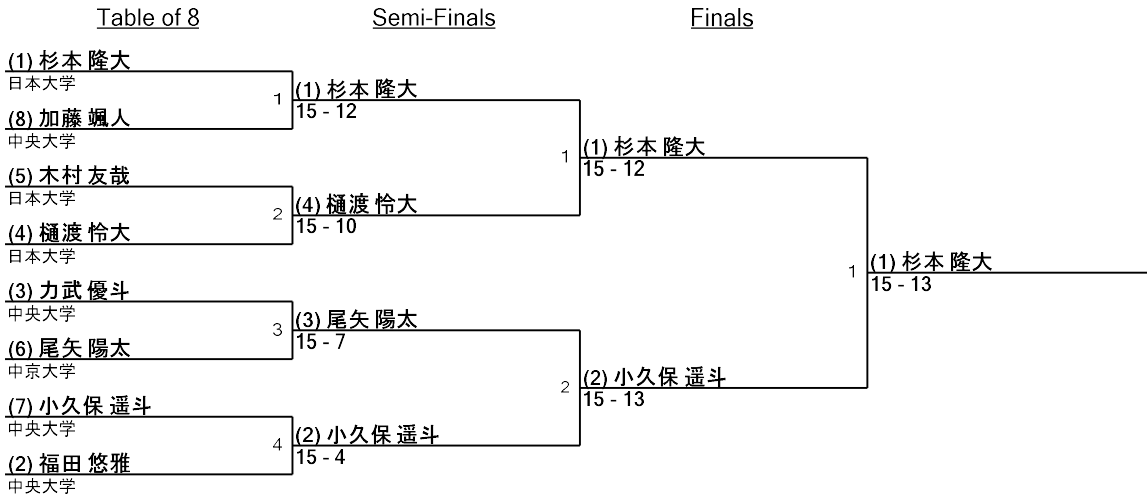 Table of 8
Semi-Finals
Finals
(1) 杉本 隆大
日本大学
(8) 加藤 颯人
中央大学
(5) 木村 友哉
日本大学
(4) 樋渡 怜大
日本大学
(3) 力武 優斗
中央大学
(6) 尾矢 陽太
中京大学
(7) 小久保 遥斗
中央大学
(2) 福田 悠雅
中央大学
1
(1) 杉本 隆大
15 - 12
2
(4) 樋渡 怜大
15 - 10
3
(3) 尾矢 陽太
15 - 7
4
(2) 小久保 遥斗
15 - 4
1
(1) 杉本 隆大
15 - 12
2
(2) 小久保 遥斗
15 - 13
1
(1) 杉本 隆大
15 - 13